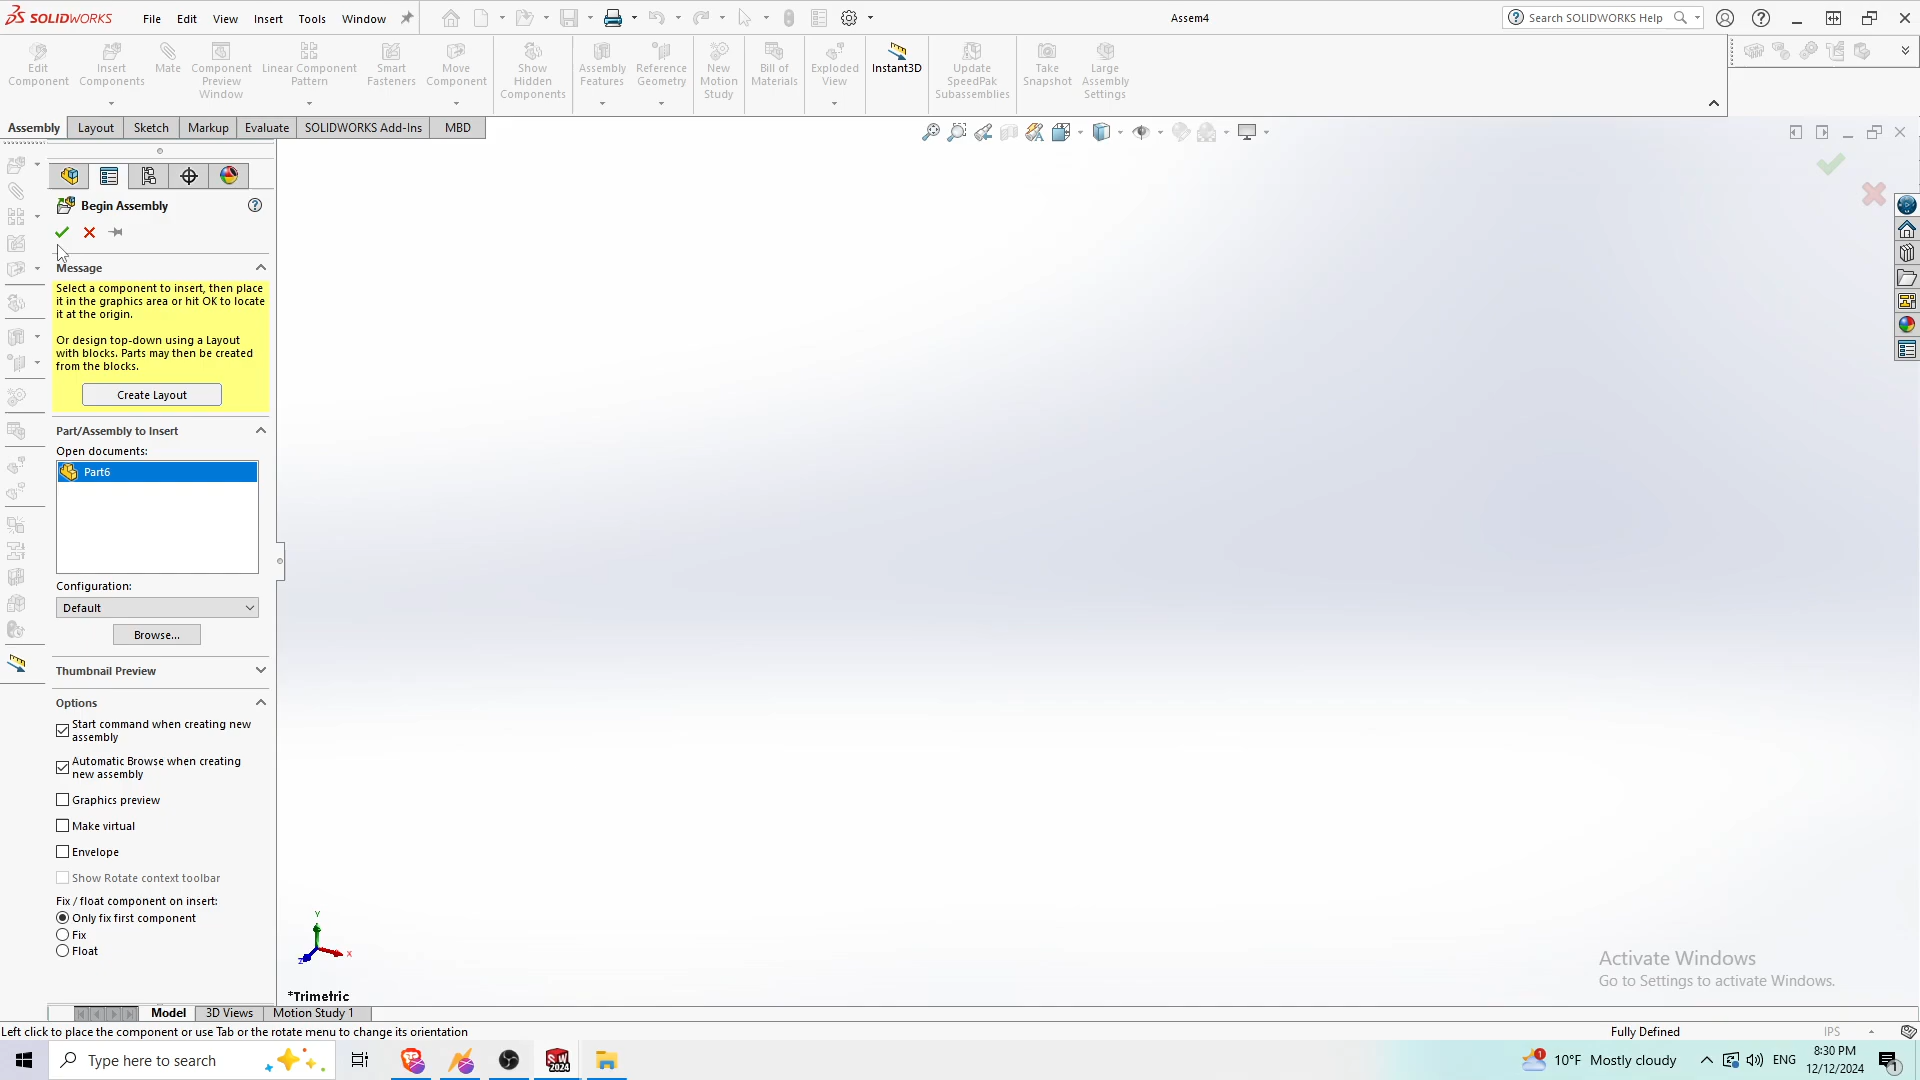 SOLIDWORKS
File Edit View Insert Tools Window
Assem4
Search SOLIDWORKS Help
Edit Component
Insert Components
Mate
Component Preview Window
Linear Component Pattern
Smart Fasteners
Move Component
Show Hidden Components
Assembly Features
Reference Geometry
New Motion Study
Bill of Materials
Exploded View
Instant3D
Update SpeedPak Subassemblies
Take Snapshot
Large Assembly Settings
Assembly Layout Sketch Markup Evaluate SOLIDWORKS Add-Ins MBD
Begin Assembly
Message
Select a component to insert, then place
it in the graphics area or hit OK to locate
it at the origin.
Or design top-down using a Layout
with blocks. Parts may then be created
from the blocks.
Create Layout
Part/Assembly to Insert
Open documents:
Part6
Configuration:
Default
Browse...
Thumbnail Preview
Options
Start command when creating new
assembly
Automatic Browse when creating
new assembly
Graphics preview
Make virtual
Envelope
Show Rotate context toolbar
Fix / float component on insert:
Only fix first component
Fix
Float
Y
X
Z
*Trimetric
Activate Windows
Go to Settings to activate Windows.
Model 3D Views Motion Study 1
Left click to place the component or use Tab or the rotate menu to change its orientation
Fully Defined
IPS
Type here to search
SW 2024
1
10°F Mostly cloudy
ENG
8:30 PM
12/12/2024
1